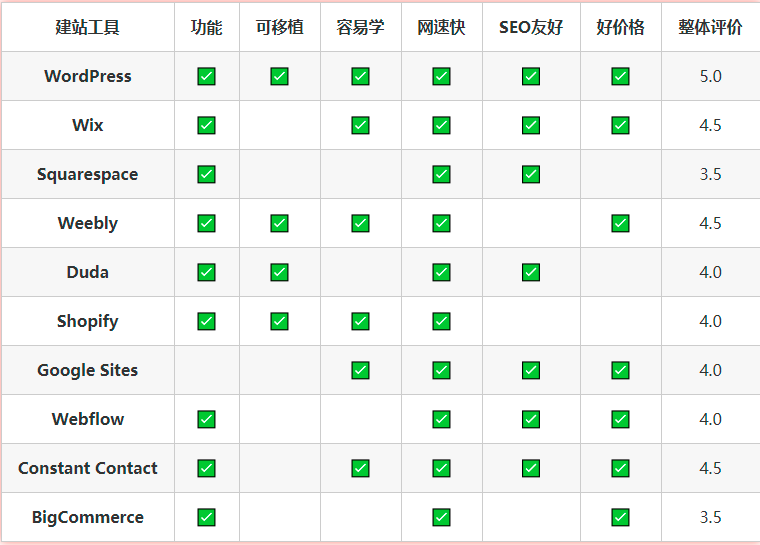 建站工具 功能 可移植 容易学 网速快 SEO友好 好价格 整体评价
WordPress ✅ ✅ ✅ ✅ ✅ ✅ 5.0
Wix ✅ ✅ ✅ ✅ ✅ 4.5
Squarespace ✅ ✅ ✅ 3.5
Weebly ✅ ✅ ✅ ✅ ✅ 4.5
Duda ✅ ✅ ✅ ✅ 4.0
Shopify ✅ ✅ ✅ ✅ 4.0
Google Sites ✅ ✅ ✅ ✅ 4.0
Webflow ✅ ✅ ✅ ✅ 4.0
Constant Contact ✅ ✅ ✅ ✅ ✅ 4.5
BigCommerce ✅ ✅ ✅ 3.5